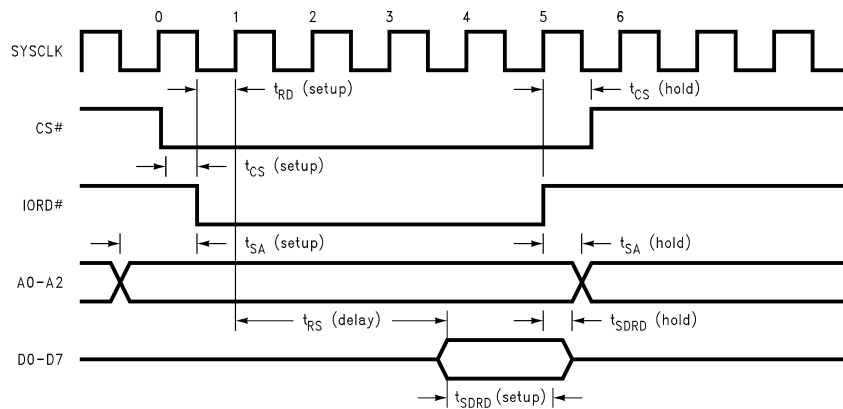 0 1 2 3 4 5 6
SYSCLK
t_RD (setup) t_CS (hold)
CS#
t_CS (setup)
IORD#
t_SA (setup) t_SA (hold)
A0-A2
t_RS (delay) t_SDRD (hold)
D0-D7
t_SDRD (setup)